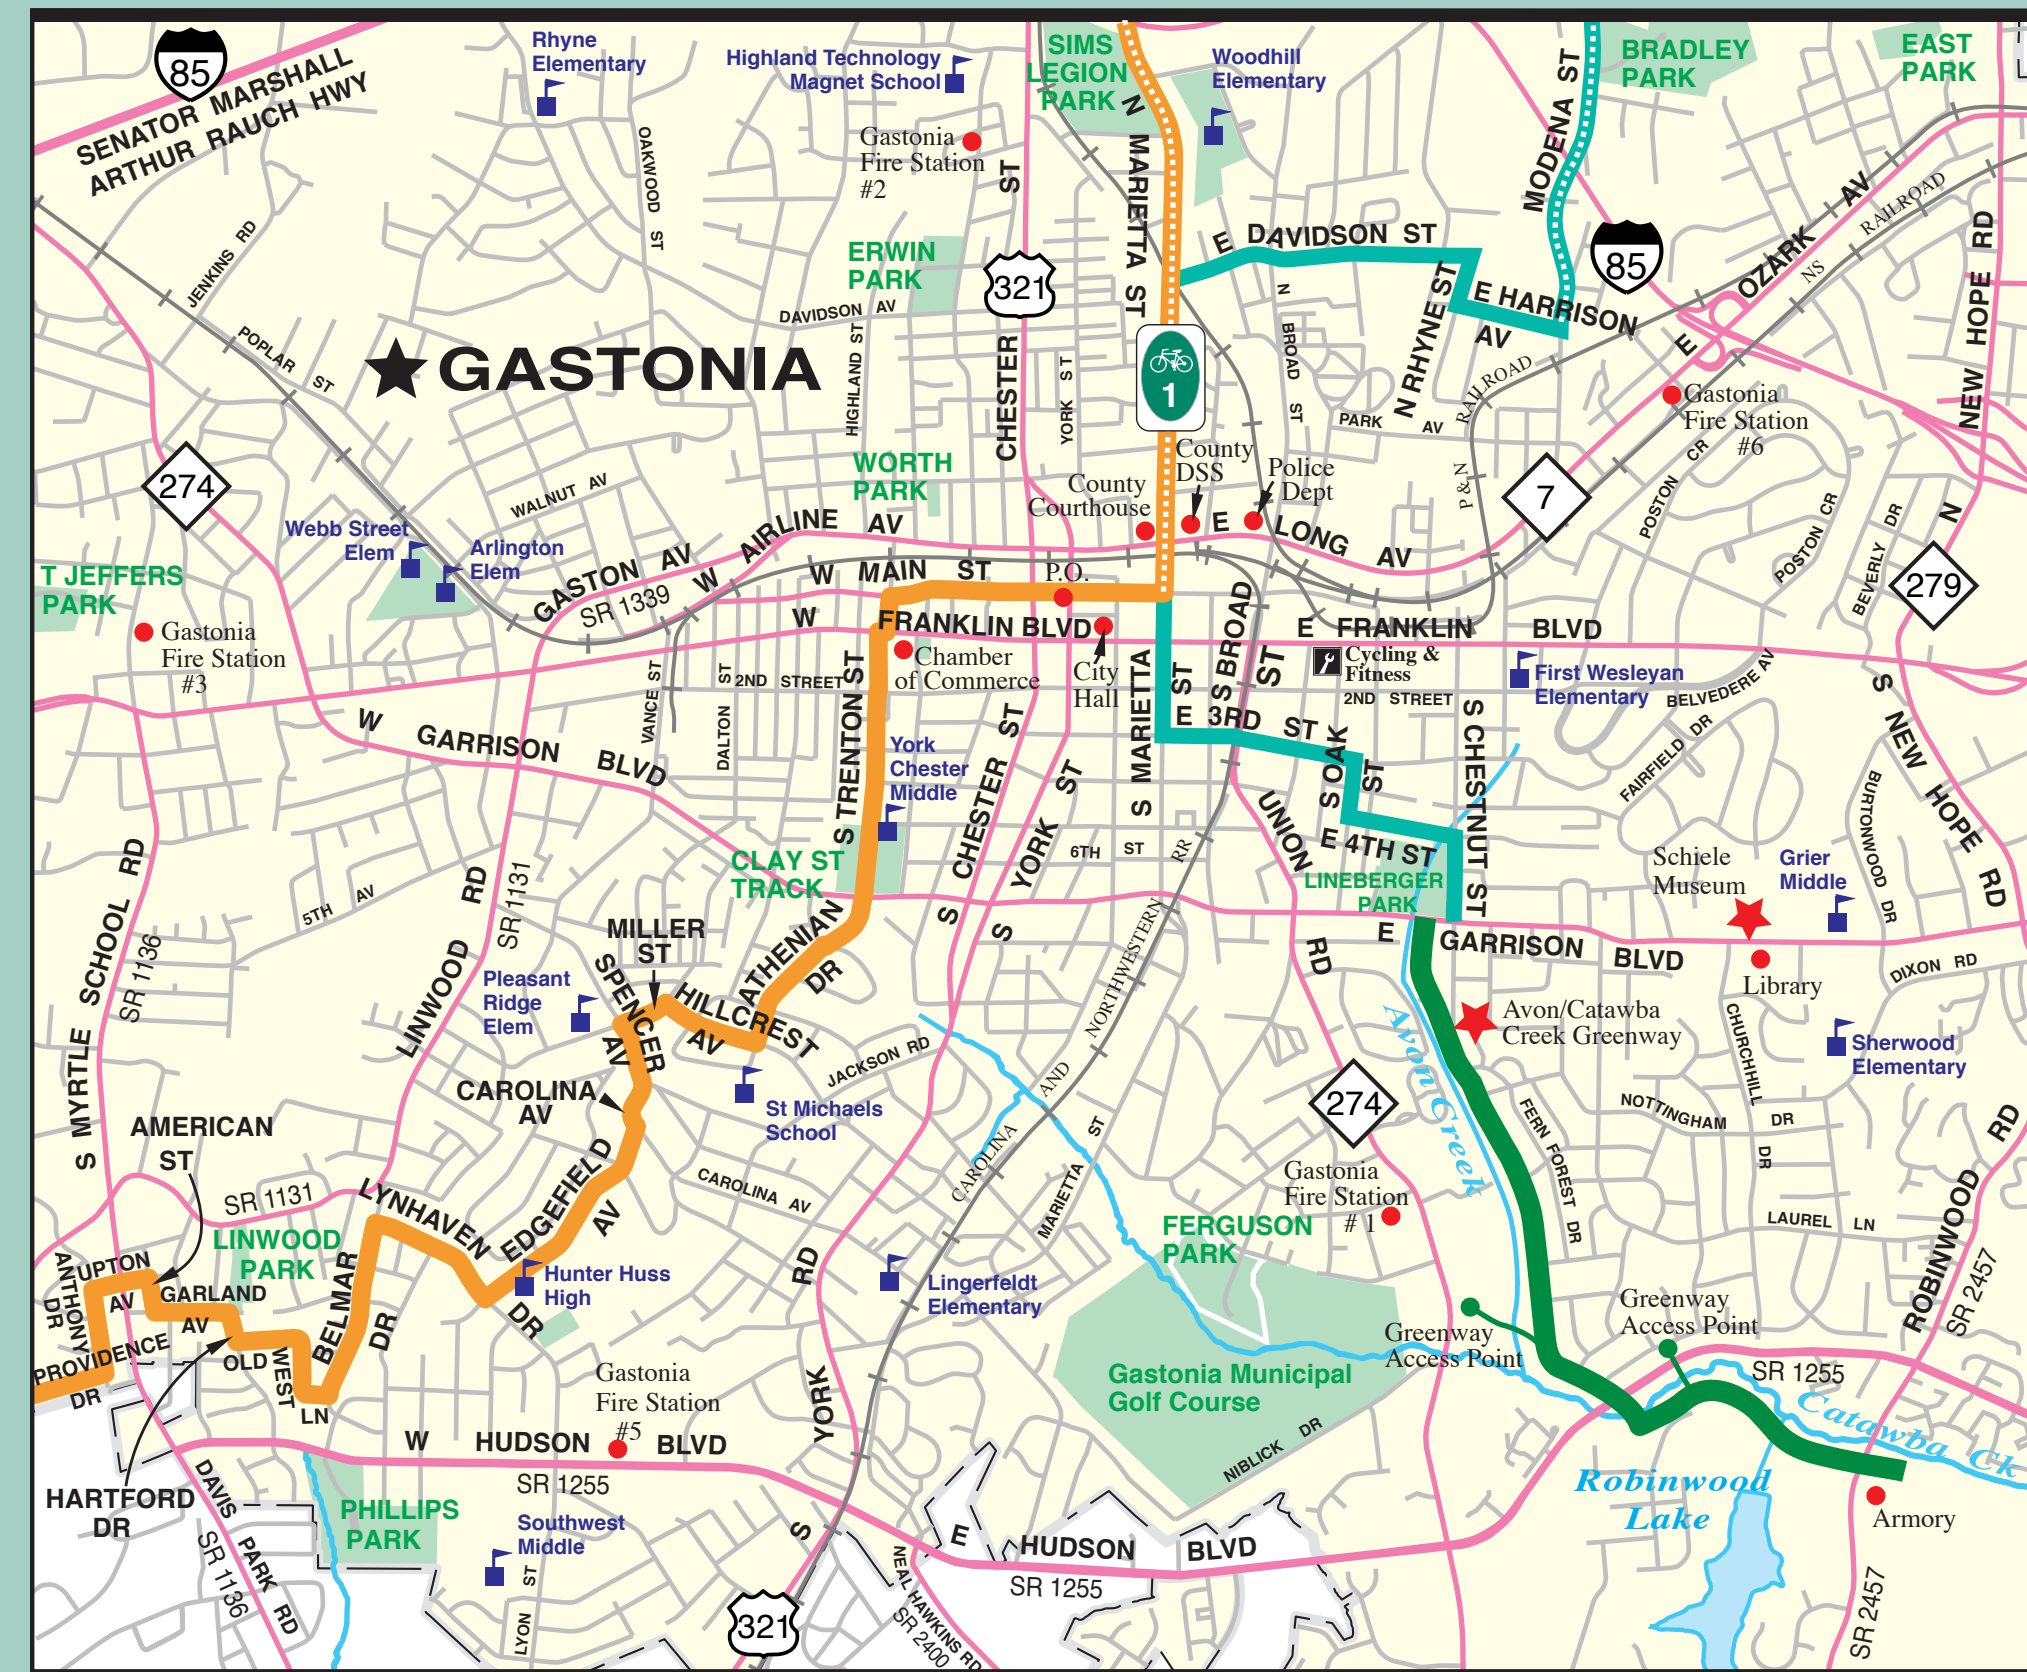 85
SENATOR MARSHALL
ARTHUR RAUCH HWY
Rhyne
Elementary
Highland Technology
Magnet School
SIMS
LEGION
PARK
Woodhill
Elementary
MODENA ST
BRADLEY
PARK
EAST
PARK
Gastonia
Fire Station
#2
OAKWOOD ST
N MARIETTA ST
JENKINS RD
ERWIN
PARK
321
CHESTER ST
E DAVIDSON ST
85
OZARK AV
E
RAILROAD
NS
NEW HOPE RD
N
DAVIDSON AV
HIGHLAND ST
YORK ST
1
N BROAD ST
N RHYNE ST
E HARRISON
AV
RAILROAD
P & N
POPLAR ST
GASTONIA
PARK AV
Gastonia
Fire Station
#6
274
WALNUT AV
WORTH
PARK
County
DSS
County
Courthouse
Police
Dept
7
POSTON CR
POSTON CR
BEVERLY DR
279
Webb Street
Elem
Arlington
Elem
GASTON AV
SR 1339
W AIRLINE AV
E LONG AV
T JEFFERS
PARK
Gastonia
Fire Station
#3
W MAIN ST
P.O.
W FRANKLIN BLVD
E FRANKLIN BLVD
Chamber
of Commerce
City
Hall
S BROAD ST
Cycling &
Fitness
First Wesleyan
Elementary
BELVEDERE AV
VANCE ST
DALTON ST
2ND STREET
2ND STREET
S TRENTON ST
S MARIETTA ST
E 3RD ST
S OAK ST
S CHESTNUT ST
FAIRFIELD DR
S NEW HOPE RD
W GARRISON BLVD
York
Chester
Middle
S CHESTER ST
S YORK ST
UNION RD
E 4TH ST
BURTONWOOD DR
6TH ST
CLAY ST
TRACK
LINEBERGER
PARK
Schiele
Museum
Grier
Middle
S MYRTLE SCHOOL RD
SR 1136
5TH AV
LINWOOD RD
SR 1131
MILLER
ST
ATHENIAN
DR
CAROLINA AND NORTHWESTERN RR
E GARRISON BLVD
Library
DIXON RD
Pleasant
Ridge
Elem
SPENCER
AV
HILLCREST
AV
JACKSON RD
Avon/Catawba
Creek Greenway
Avon Creek
CHURCHHILL DR
Sherwood
Elementary
CAROLINA
AV
St Michaels
School
274
NOTTINGHAM DR
FERN FOREST DR
AMERICAN
ST
EDGEFIELD
AV
CAROLINA AV
MARIETTA ST
Gastonia
Fire Station
# 1
LAUREL LN
ROBINWOOD RD
SR 2457
SR 1131
LINWOOD
PARK
LYNHAVEN
DR
FERGUSON
PARK
UPTON
AV
ANTHONY
DR
GARLAND
AV
BELMAR
DR
Hunter Huss
High
Lingerfeldt
Elementary
Greenway
Access Point
Greenway
Access Point
SR 1255
PROVIDENCE
DR
OLD
WEST
LN
Gastonia
Fire Station
#5
S YORK RD
Gastonia Municipal
Golf Course
NIBLICK DR
Catawba Ck
W HUDSON BLVD
SR 1255
HARTFORD
DR
DAVIS PARK RD
SR 1136
PHILLIPS
PARK
Southwest
Middle
LYON ST
Robinwood
Lake
Armory
321
NEAL HAWKINS RD
SR 2400
E HUDSON BLVD
SR 1255
SR 2457